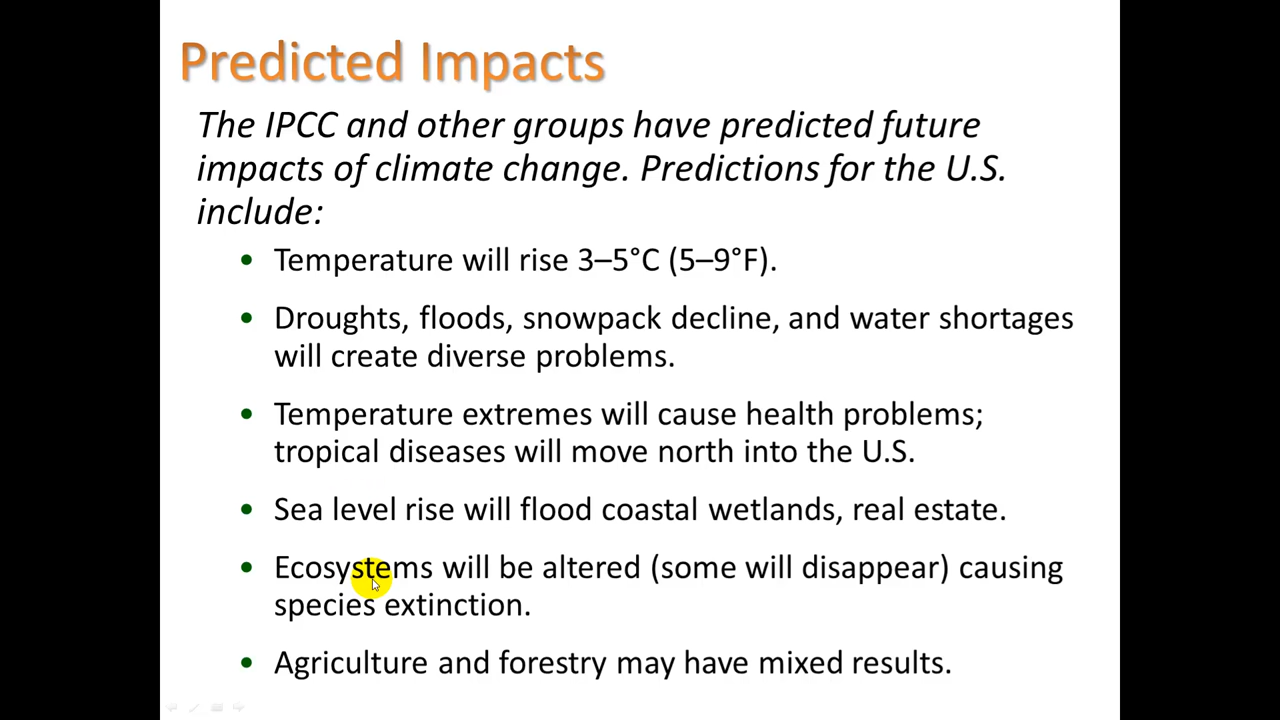 Predicted Impacts
The IPCC and other groups have predicted future
impacts of climate change. Predictions for the U.S.
include:
• Temperature will rise 3–5°C (5–9°F).
• Droughts, floods, snowpack decline, and water shortages
will create diverse problems.
• Temperature extremes will cause health problems;
tropical diseases will move north into the U.S.
• Sea level rise will flood coastal wetlands, real estate.
• Ecosystems will be altered (some will disappear) causing
species extinction.
• Agriculture and forestry may have mixed results.